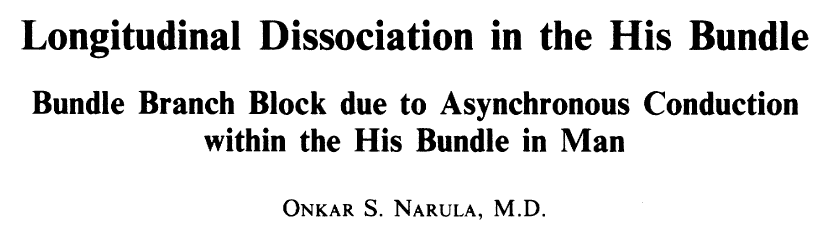 Longitudinal Dissociation in the His Bundle
Bundle Branch Block due to Asynchronous Conduction
within the His Bundle in Man
ONKAR S. NARULA, M.D.